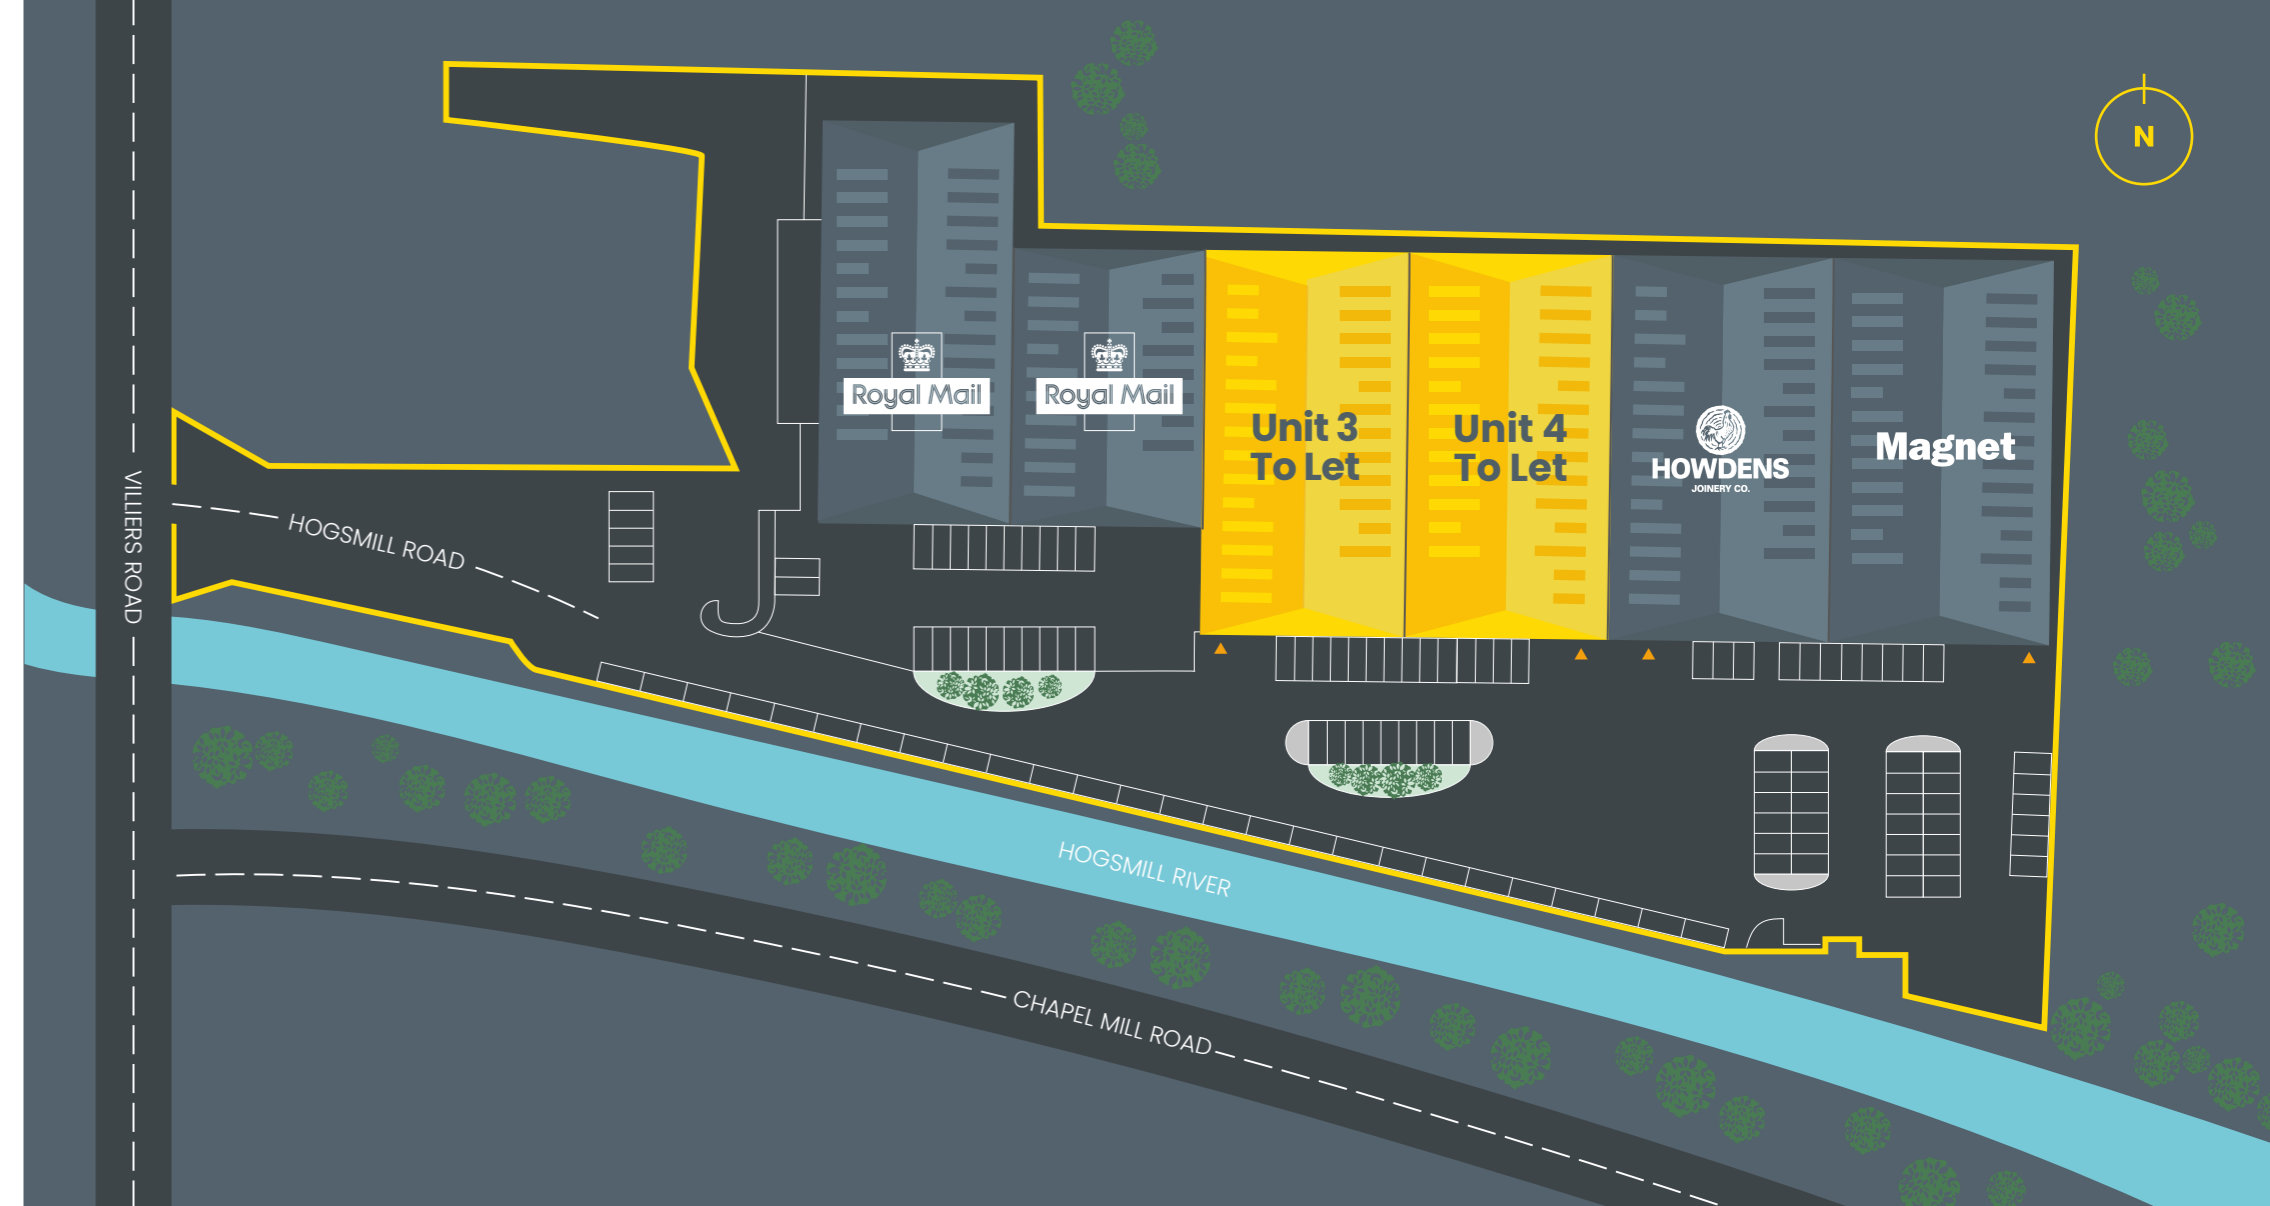 N
Royal Mail
Royal Mail
Unit 3
To Let
Unit 4
To Let
HOWDENS
JOINERY CO.
Magnet
VILLIERS ROAD
HOGSMILL ROAD
HOGSMILL RIVER
CHAPEL MILL ROAD